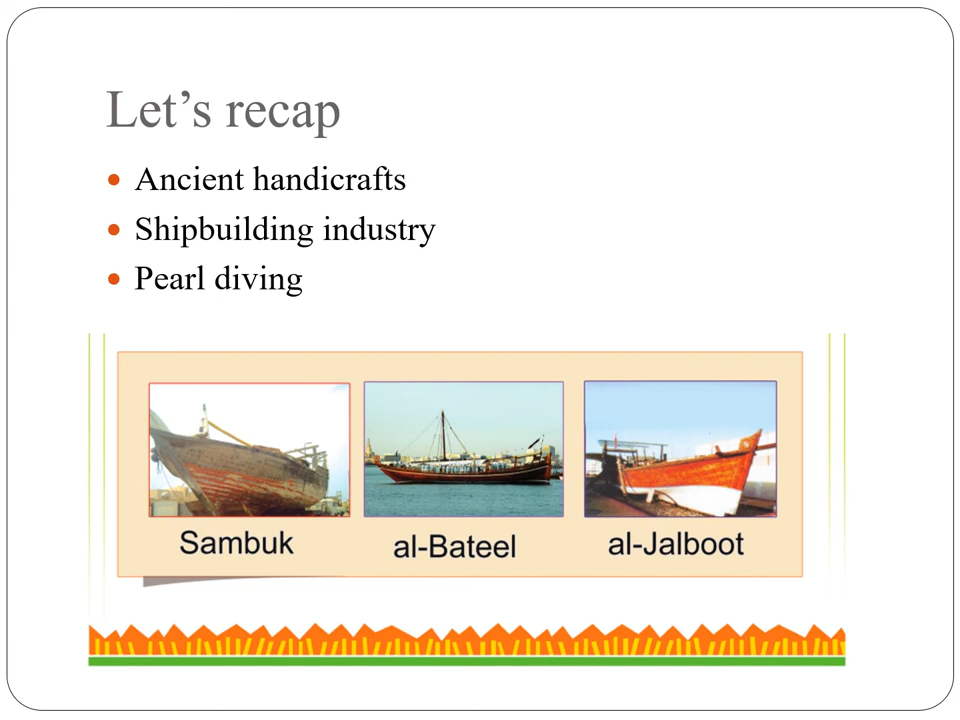 Let’s recap
Ancient handicrafts
Shipbuilding industry
Pearl diving
Sambuk
al-Bateel
al-Jalboot